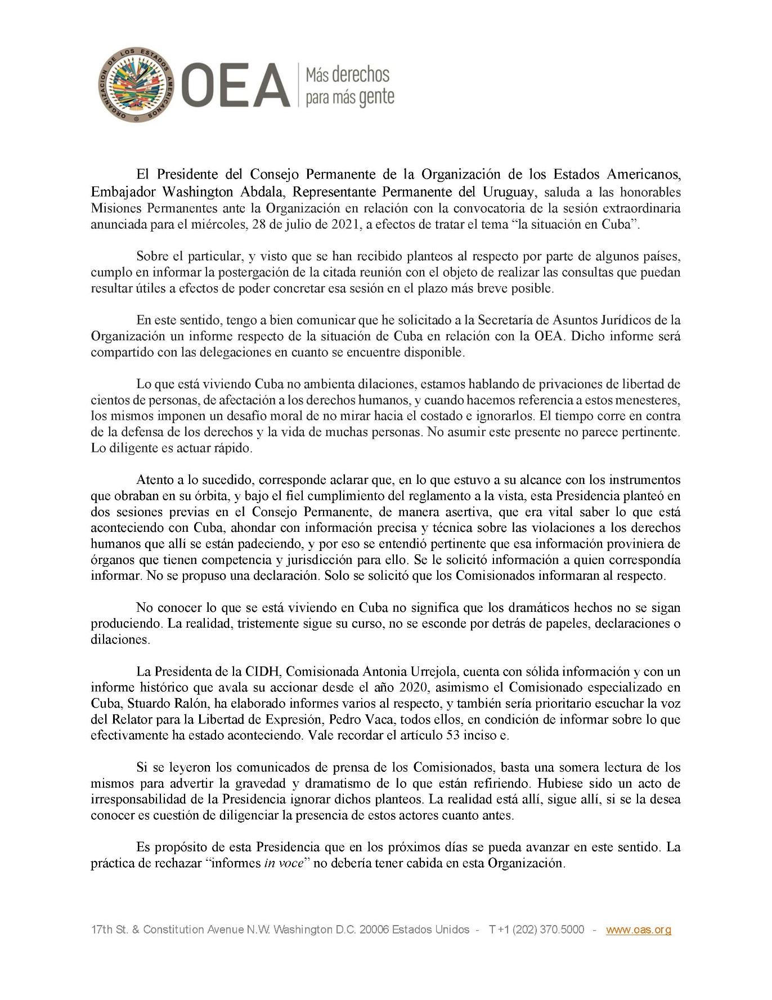 ORGANIZACIÓN DE LOS ESTADOS AMERICANOS
OEA
Más derechos
para más gente
El Presidente del Consejo Permanente de la Organización de los Estados Americanos,
Embajador Washington Abdala, Representante Permanente del Uruguay, saluda a las honorables
Misiones Permanentes ante la Organización en relación con la convocatoria de la sesión extraordinaria
anunciada para el miércoles, 28 de julio de 2021, a efectos de tratar el tema “la situación en Cuba”.
Sobre el particular, y visto que se han recibido planteos al respecto por parte de algunos países,
cumplo en informar la postergación de la citada reunión con el objeto de realizar las consultas que puedan
resultar útiles a efectos de poder concretar esa sesión en el plazo más breve posible.
En este sentido, tengo a bien comunicar que he solicitado a la Secretaría de Asuntos Jurídicos de la
Organización un informe respecto de la situación de Cuba en relación con la OEA. Dicho informe será
compartido con las delegaciones en cuanto se encuentre disponible.
Lo que está viviendo Cuba no ambienta dilaciones, estamos hablando de privaciones de libertad de
cientos de personas, de afectación a los derechos humanos, y cuando hacemos referencia a estos menesteres,
los mismos imponen un desafío moral de no mirar hacia el costado e ignorarlos. El tiempo corre en contra
de la defensa de los derechos y la vida de muchas personas. No asumir este presente no parece pertinente.
Lo diligente es actuar rápido.
Atento a lo sucedido, corresponde aclarar que, en lo que estuvo a su alcance con los instrumentos
que obraban en su órbita, y bajo el fiel cumplimiento del reglamento a la vista, esta Presidencia planteó en
dos sesiones previas en el Consejo Permanente, de manera asertiva, que era vital saber lo que está
aconteciendo con Cuba, ahondar con información precisa y técnica sobre las violaciones a los derechos
humanos que allí se están padeciendo, y por eso se entendió pertinente que esa información proviniera de
órganos que tienen competencia y jurisdicción para ello. Se le solicitó información a quien correspondía
informar. No se propuso una declaración. Solo se solicitó que los Comisionados informaran al respecto.
No conocer lo que se está viviendo en Cuba no significa que los dramáticos hechos no se sigan
produciendo. La realidad, tristemente sigue su curso, no se esconde por detrás de papeles, declaraciones o
dilaciones.
La Presidenta de la CIDH, Comisionada Antonia Urrejola, cuenta con sólida información y con un
informe histórico que avala su accionar desde el año 2020, asimismo el Comisionado especializado en
Cuba, Stuardo Ralón, ha elaborado informes varios al respecto, y también sería prioritario escuchar la voz
del Relator para la Libertad de Expresión, Pedro Vaca, todos ellos, en condición de informar sobre lo que
efectivamente ha estado aconteciendo. Vale recordar el artículo 53 inciso e.
Si se leyeron los comunicados de prensa de los Comisionados, basta una somera lectura de los
mismos para advertir la gravedad y dramatismo de lo que están refiriendo. Hubiese sido un acto de
irresponsabilidad de la Presidencia ignorar dichos planteos. La realidad está allí, sigue allí, si se la desea
conocer es cuestión de diligenciar la presencia de estos actores cuanto antes.
Es propósito de esta Presidencia que en los próximos días se pueda avanzar en este sentido. La
práctica de rechazar “informes in voce” no debería tener cabida en esta Organización.
17th St. & Constitution Avenue N.W. Washington D.C. 20006 Estados Unidos - T +1 (202) 370.5000 - www.oas.org